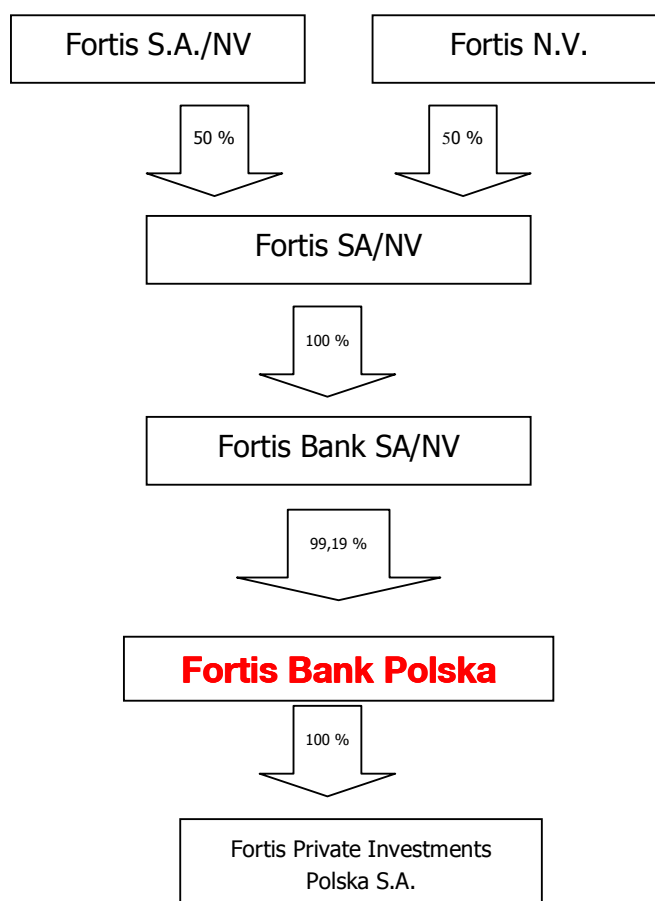 Fortis S.A./NV
Fortis N.V.
50 %
50 %
Fortis SA/NV
100 %
Fortis Bank SA/NV
99,19 %
Fortis Bank Polska
100 %
Fortis Private Investments
Polska S.A.